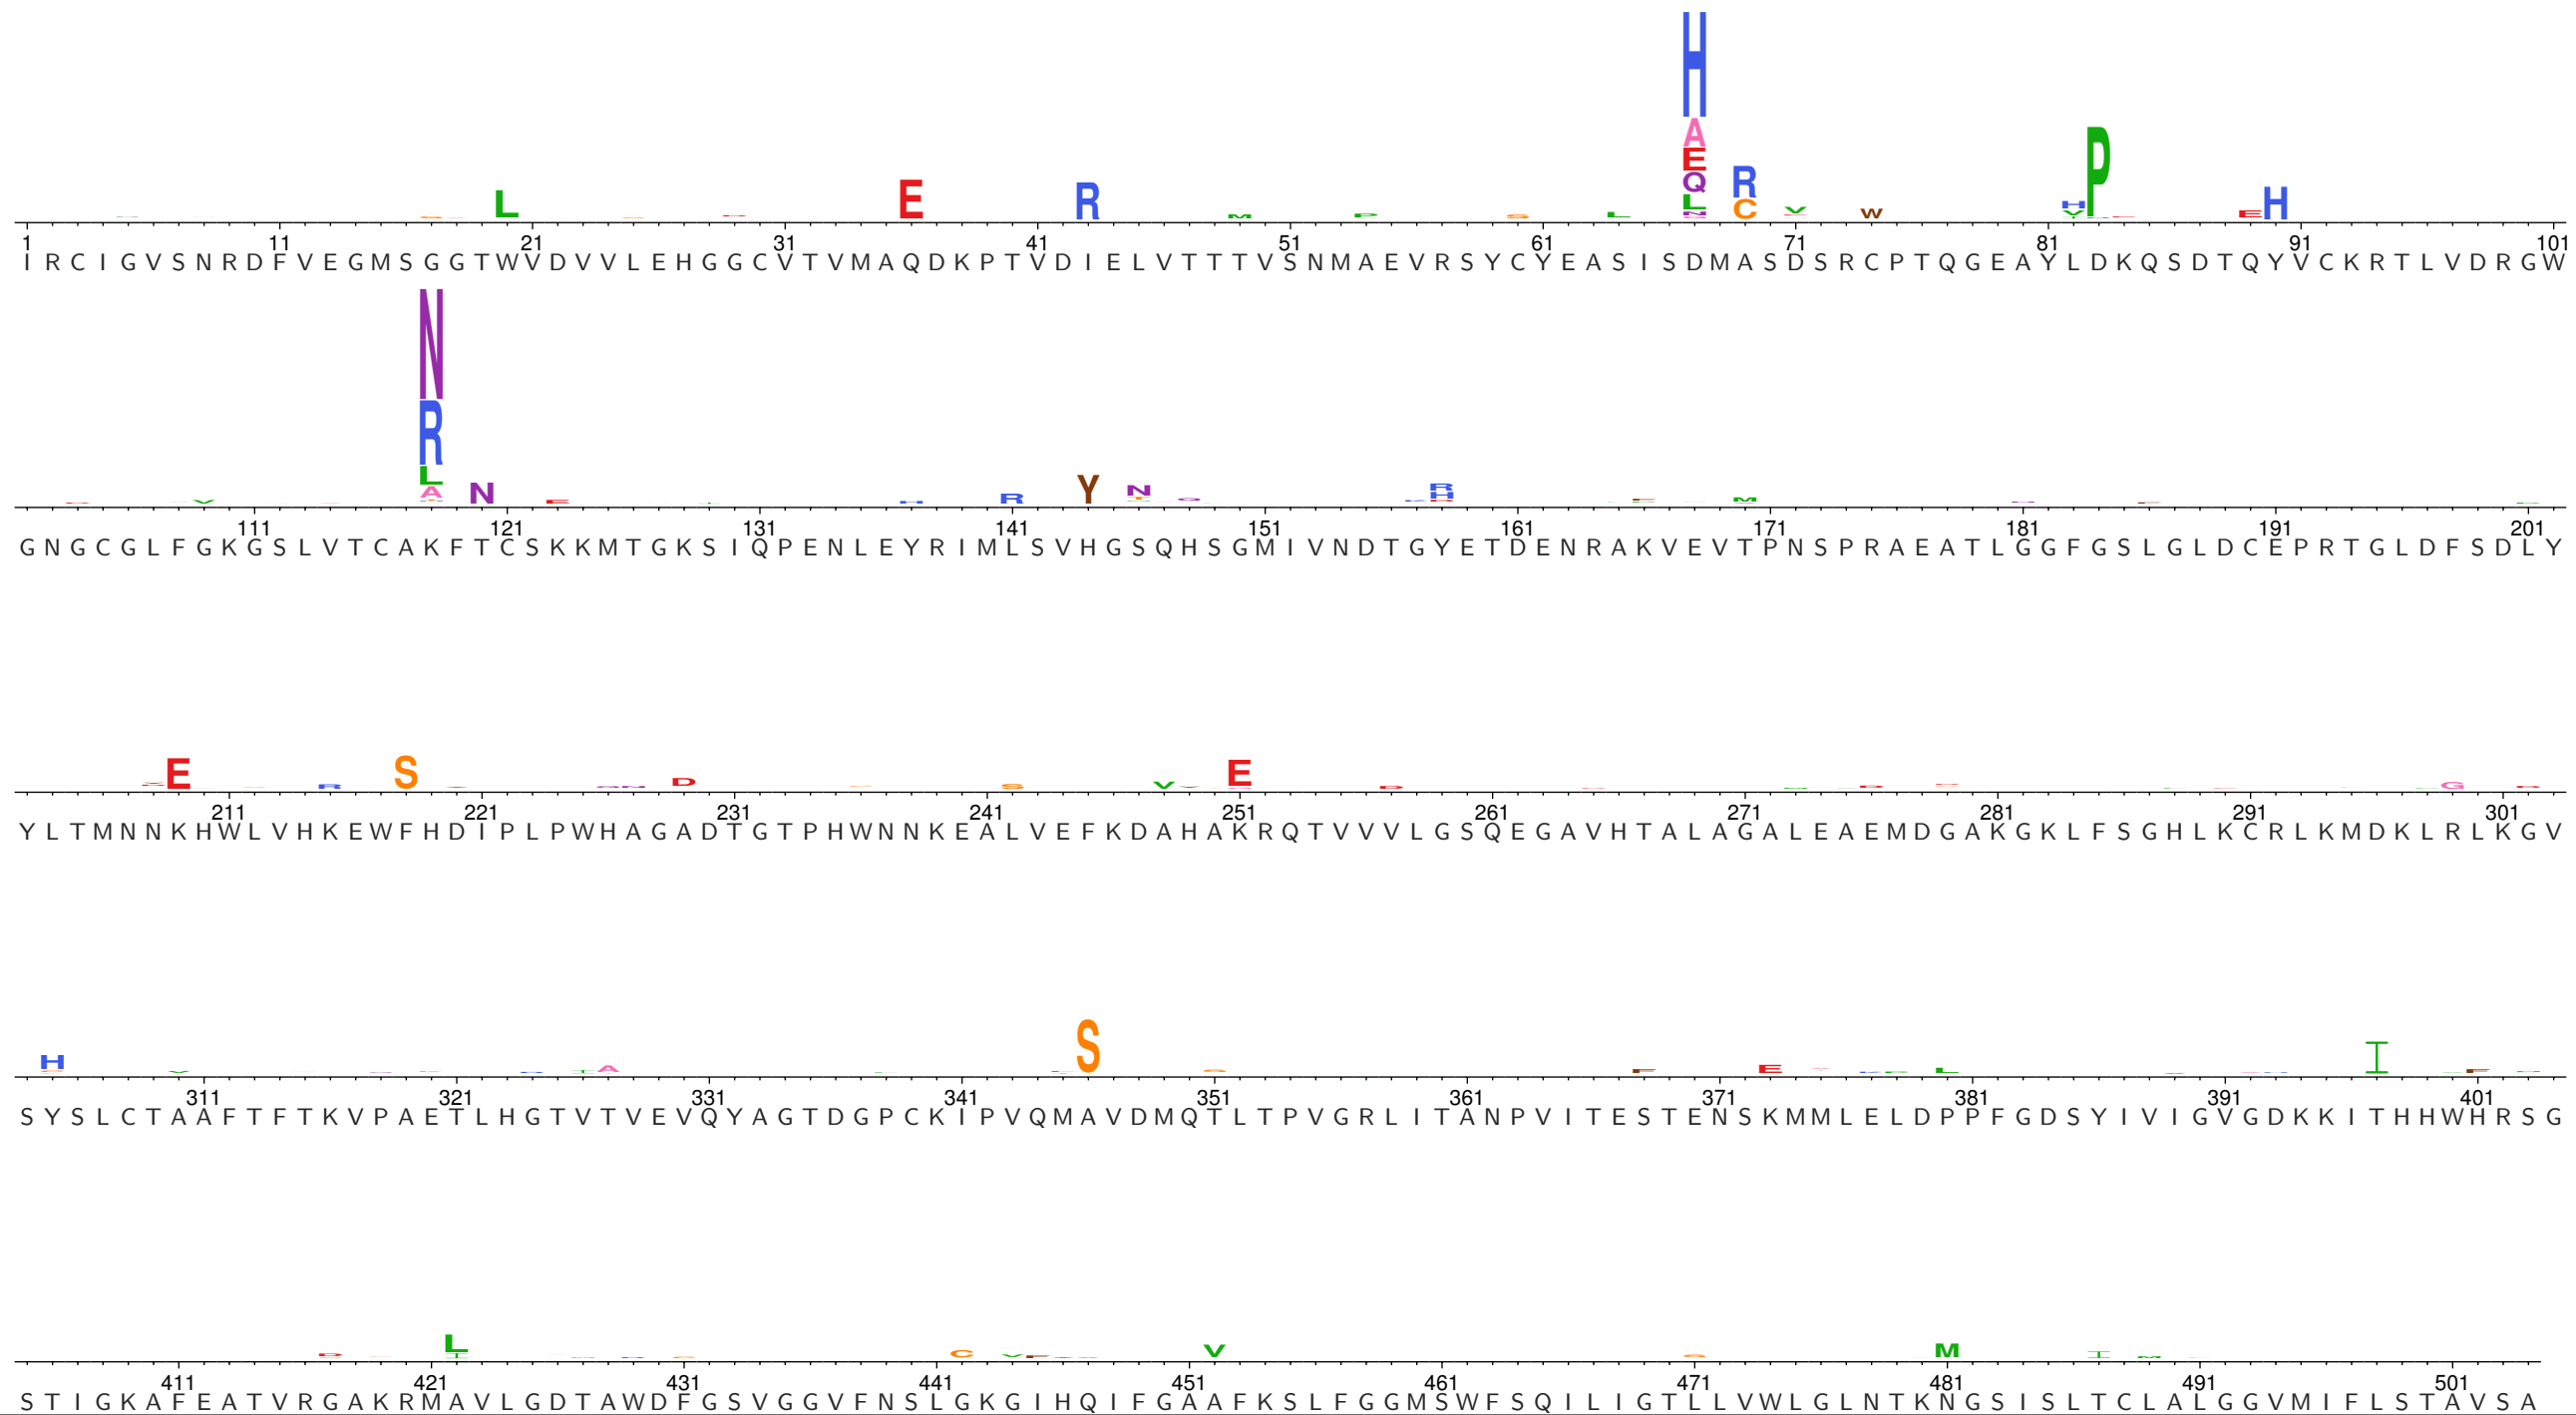 H
A
E
Q
L
N
R
C
L
E
R
M
P
S
L
V
W
H
V
P
E
H
1 11 21 31 41 51 61 71 81 91 101
I R C I G V S N R D F V E G M S G G T W V D V V L E H G G C V T V M A Q D K P T V D I E L V T T T V S N M A E V R S Y C Y E A S I S D M A S D S R C P T Q G E A Y L D K Q S D T Q Y V C K R T L V D R G W
N
R
L
A
V
N
E
H
R
Y
N
R
H
M
111 121 131 141 151 161 171 181 191 201
G N G C G L F G K G S L V T C A K F T C S K K M T G K S I Q P E N L E Y R I M L S V H G S Q H S G M I V N D T G Y E T D E N R A K V E V T P N S P R A E A T L G G F G S L G L D C E P R T G L D F S D L Y
E R S D S V E D G
211 221 231 241 251 261 271 281 291 301
Y L T M N N K H W L V H K E W F H D I P L P W H A G A D T G T P H W N N K E A L V E F K D A H A K R Q T V V V L G S Q E G A V H T A L A G A L E A E M D G A K G K L F S G H L K C R L K M D K L R L K G V
H A S E L I
311 321 331 341 351 361 371 381 391 401
S Y S L C T A A F T F T K V P A E T L H G T V T V E V Q Y A G T D G P C K I P V Q M A V D M Q T L T P V G R L I T A N P V I T E S T E N S K M M L E L D P P F G D S Y I V I G V G D K K I T H H W H R S G
D L C V M I
411 421 431 441 451 461 471 481 491 501
S T I G K A F E A T V R G A K R M A V L G D T A W D F G S V G G V F N S L G K G I H Q I F G A A F K S L F G G M S W F S Q I L I G T L L V W L G L N T K N G S I S L T C L A L G G V M I F L S T A V S A